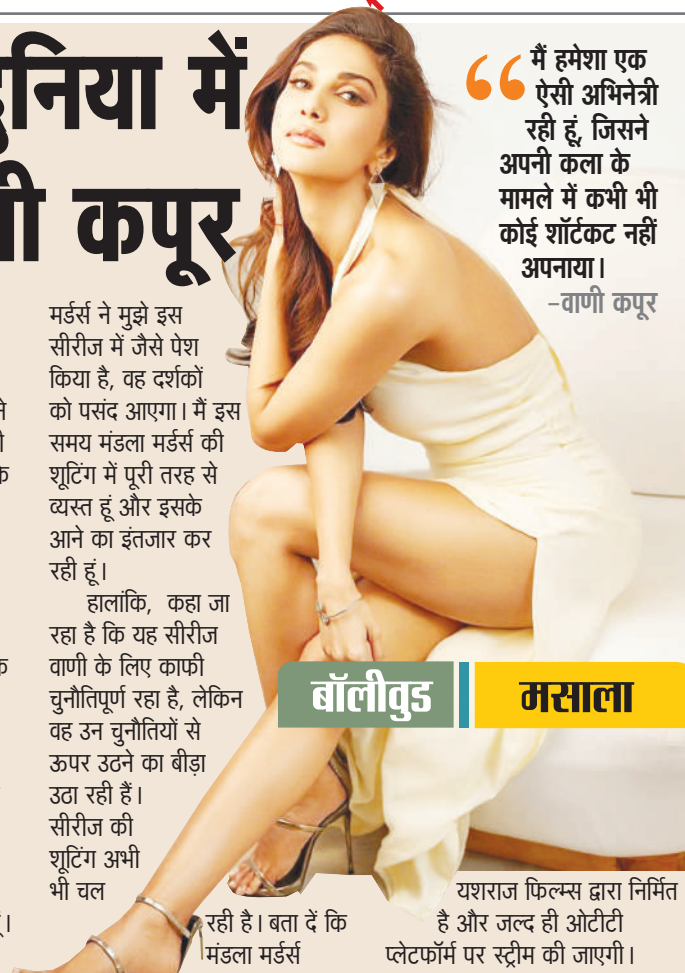 में
कपूर
मैं हमेशा एक
ऐसी अभिनेत्री
रही हूं, जिसने
अपनी कला के
मामले में कभी भी
कोई शॉर्टकट नहीं
अपनाया।
-वाणी कपूर
मर्डर्स ने मुझे इस
सीरीज में जैसे पेश
किया है, वह दर्शकों
को पसंद आएगा। मैं इस
समय मंडला मर्डर्स की
शूटिंग में पूरी तरह से
व्यस्त हूं और इसके
आने का इंतजार कर
रही हूं।
हालांकि, कहा जा
रहा है कि यह सीरीज
वाणी के लिए काफी
चुनौतिपूर्ण रहा है, लेकिन
वह उन चुनौतियों से
ऊपर उठने का बीड़ा
उठा रही हैं।
सीरीज की
शूटिंग अभी
भी चल
रही है। बता दें कि
मंडला मर्डर्स
यशराज फिल्म्स द्वारा निर्मित
है और जल्द ही ओटीटी
प्लेटफॉर्म पर स्ट्रीम की जाएगी।
बॉलीवुड मसाला